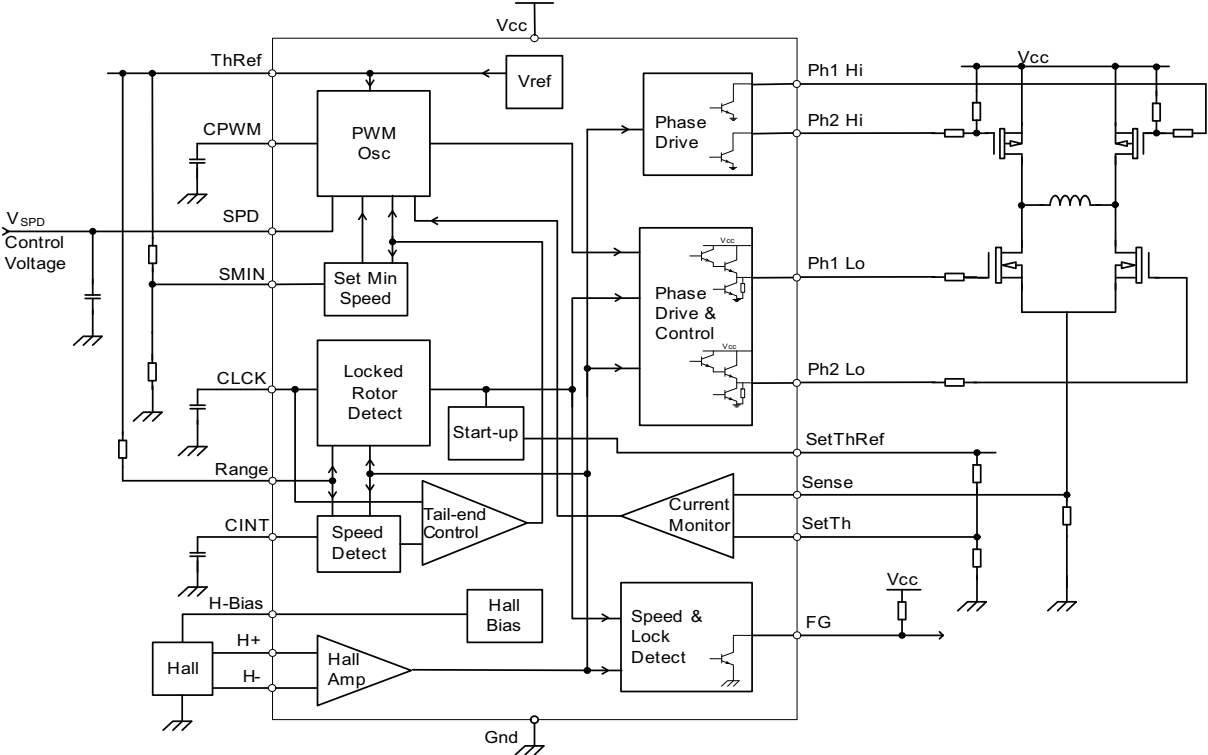 Vcc
ThRef
Vref
Ph1 Hi
Vcc
CPWM
PWM
Osc
Phase
Drive
Ph2 Hi
VSPD
Control
Voltage
SPD
SMIN
Set Min
Speed
Vcc
Phase
Drive &
Control
Vcc
Ph1 Lo
Ph2 Lo
CLCK
Locked
Rotor
Detect
Start-up
SetThRef
Range
Sense
Current
Monitor
SetTh
CINT
Speed
Detect
Tail-end
Control
Vcc
H-Bias
Hall
Bias
Speed &
Lock
Detect
FG
Hall
H+
H-
Hall
Amp
Gnd